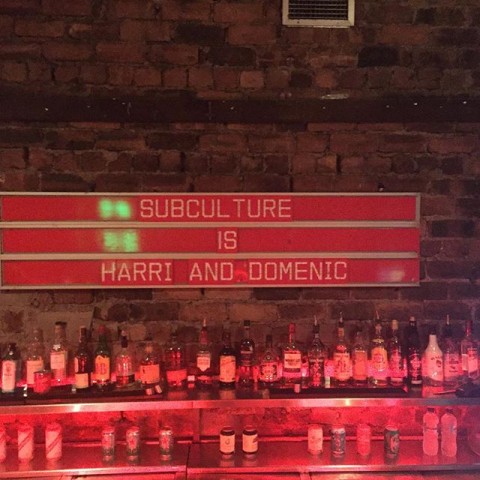 SUBCULTURE
IS
HARRI AND DOMENIC